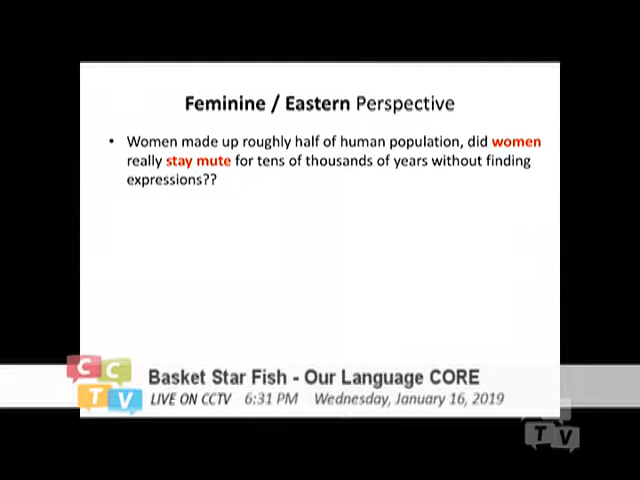 Feminine / Eastern Perspective
• Women made up roughly half of human population, did women
really stay mute for tens of thousands of years without finding
expressions??
CCTV
Basket Star Fish - Our Language CORE
LIVE ON CCTV 6:31 PM Wednesday, January 16, 2019
TV